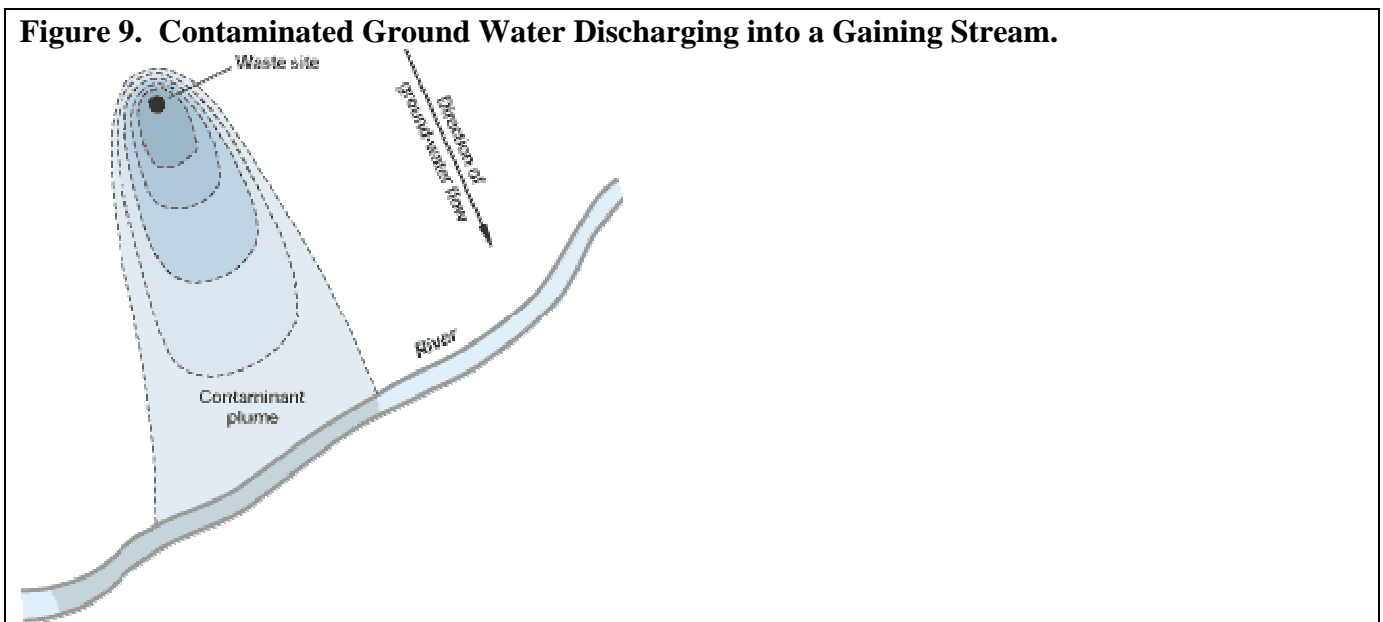 Figure 9. Contaminated Ground Water Discharging into a Gaining Stream.
Waste site
Direction of
ground-water flow
River
Contaminant
plume